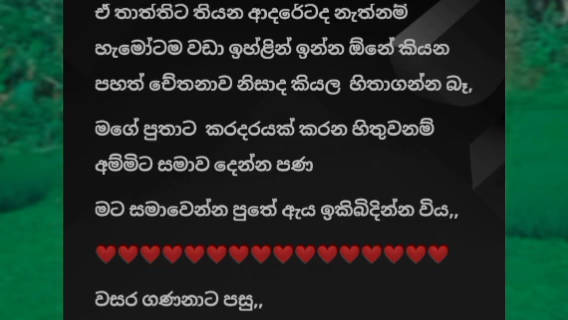 ඒ තාත්තිට තියන ආදරේටද නැත්නම්
හැමෝටම වඩා ඉහ්ළින් ඉන්න ඕනේ කියන
පහත් චේතනාව නිසාද කියල හිතාගන්න බෑ,
මගේ පුතාට කරදරයක් කරන හිතුවනම්
අම්මිට සමාව දෙන්න පණ
මට සමාවෙන්න පුතේ ඇය ඉකිබිදින්න විය,,
❤❤❤❤❤❤❤❤❤❤❤❤❤❤❤❤
වසර ගණනාට පසු,,